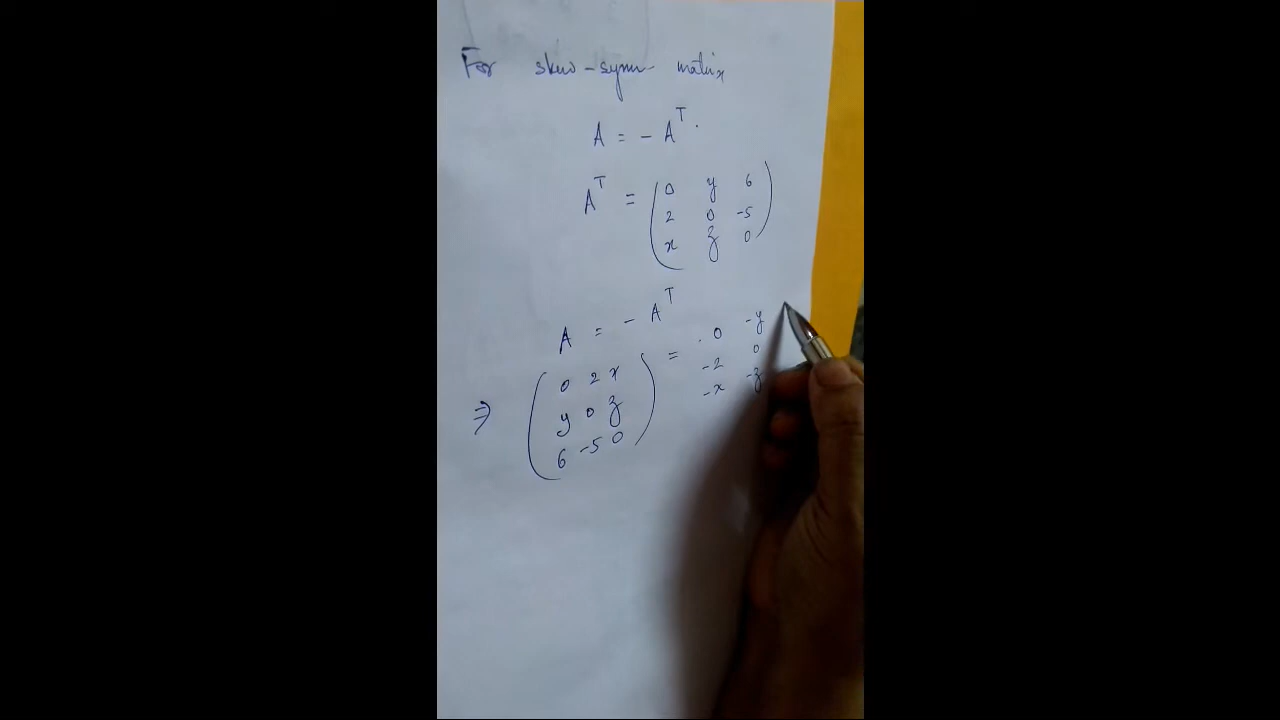 For skew-symm- matrix
A = - A^T.
A^T = ( 0 y 6
2 0 -5
x z 0 )
A = - A^T
⇒ ( 0 2 x
y 0 z
6 -5 0 ) = . 0 -y
-2 0
-x -z